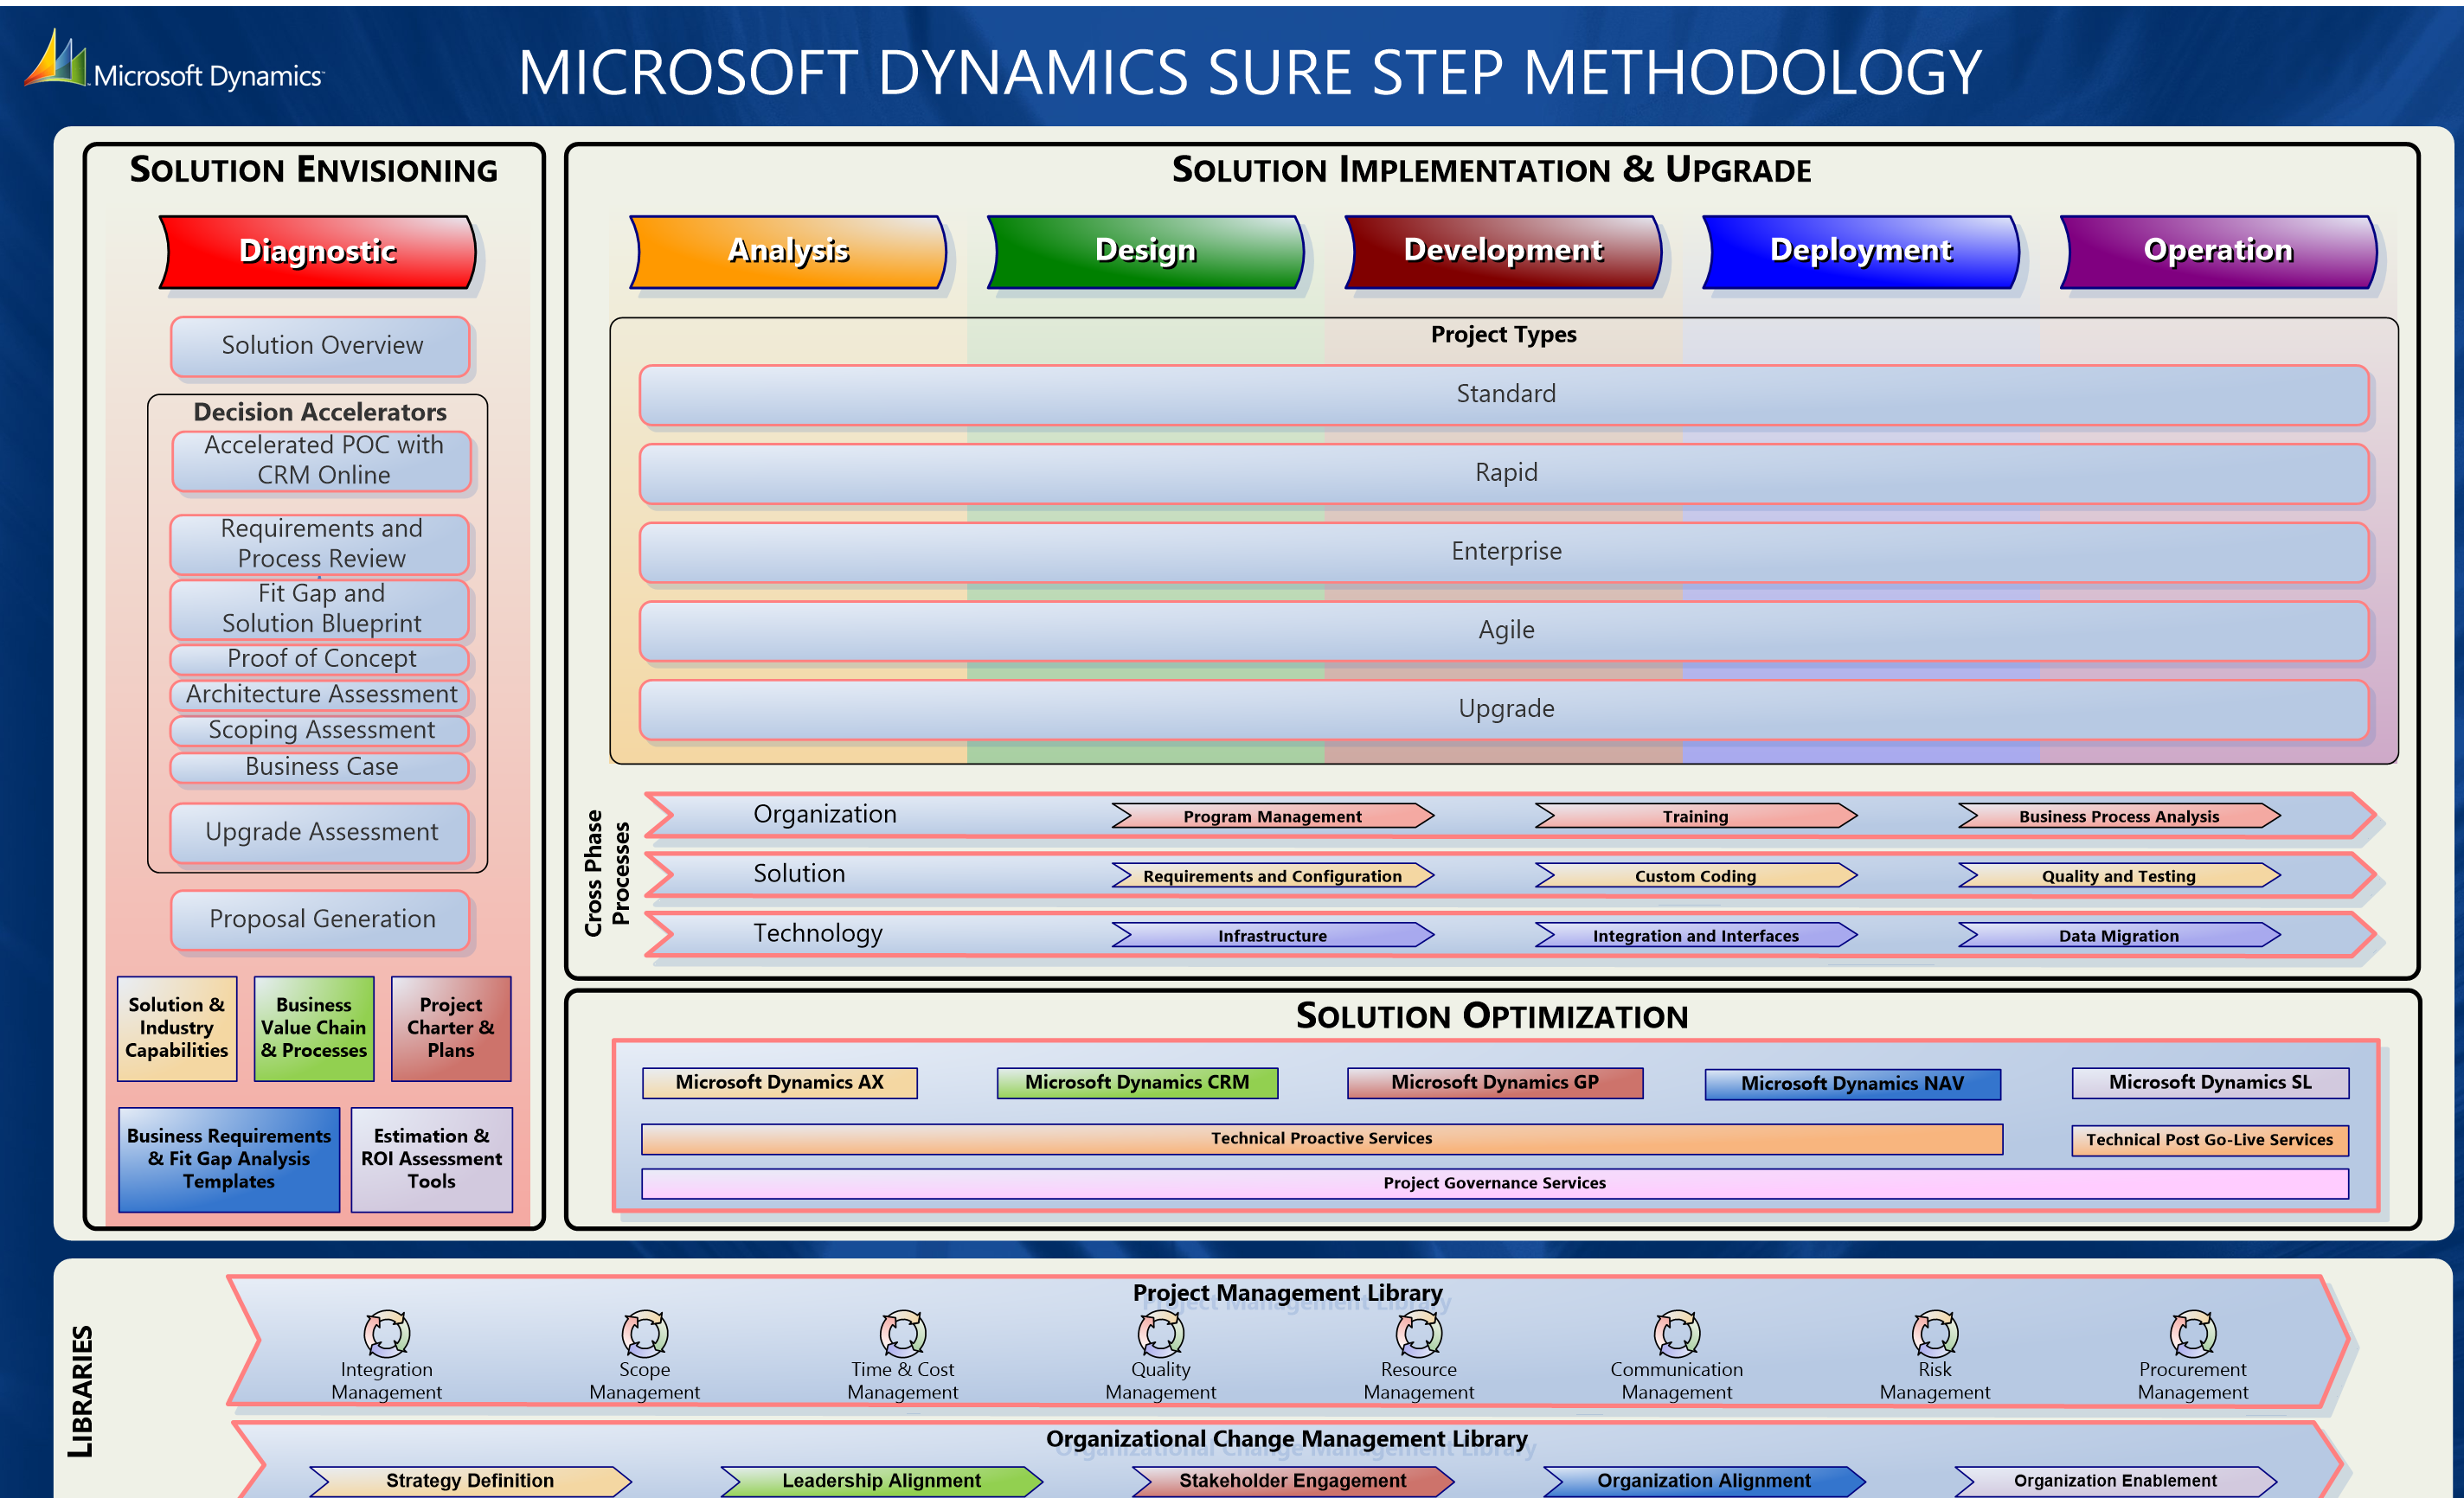 Microsoft Dynamics
MICROSOFT DYNAMICS SURE STEP METHODOLOGY
SOLUTION ENVISIONING
Diagnostic
Solution Overview
Decision Accelerators
Accelerated POC with
CRM Online
Requirements and
Process Review
Fit Gap and
Solution Blueprint
Proof of Concept
Architecture Assessment
Scoping Assessment
Business Case
Upgrade Assessment
Proposal Generation
Solution &
Industry
Capabilities
Business
Value Chain
& Processes
Project
Charter &
Plans
Business Requirements
& Fit Gap Analysis
Templates
Estimation &
ROI Assessment
Tools
SOLUTION IMPLEMENTATION & UPGRADE
Analysis
Design
Development
Deployment
Operation
Project Types
Standard
Rapid
Enterprise
Agile
Upgrade
Cross Phase
Processes
Organization
Program Management
Training
Business Process Analysis
Solution
Requirements and Configuration
Custom Coding
Quality and Testing
Technology
Infrastructure
Integration and Interfaces
Data Migration
SOLUTION OPTIMIZATION
Microsoft Dynamics AX
Microsoft Dynamics CRM
Microsoft Dynamics GP
Microsoft Dynamics NAV
Microsoft Dynamics SL
Technical Proactive Services
Technical Post Go-Live Services
Project Governance Services
LIBRARIES
Project Management Library
Integration
Management
Scope
Management
Time & Cost
Management
Quality
Management
Resource
Management
Communication
Management
Risk
Management
Procurement
Management
Organizational Change Management Library
Strategy Definition
Leadership Alignment
Stakeholder Engagement
Organization Alignment
Organization Enablement